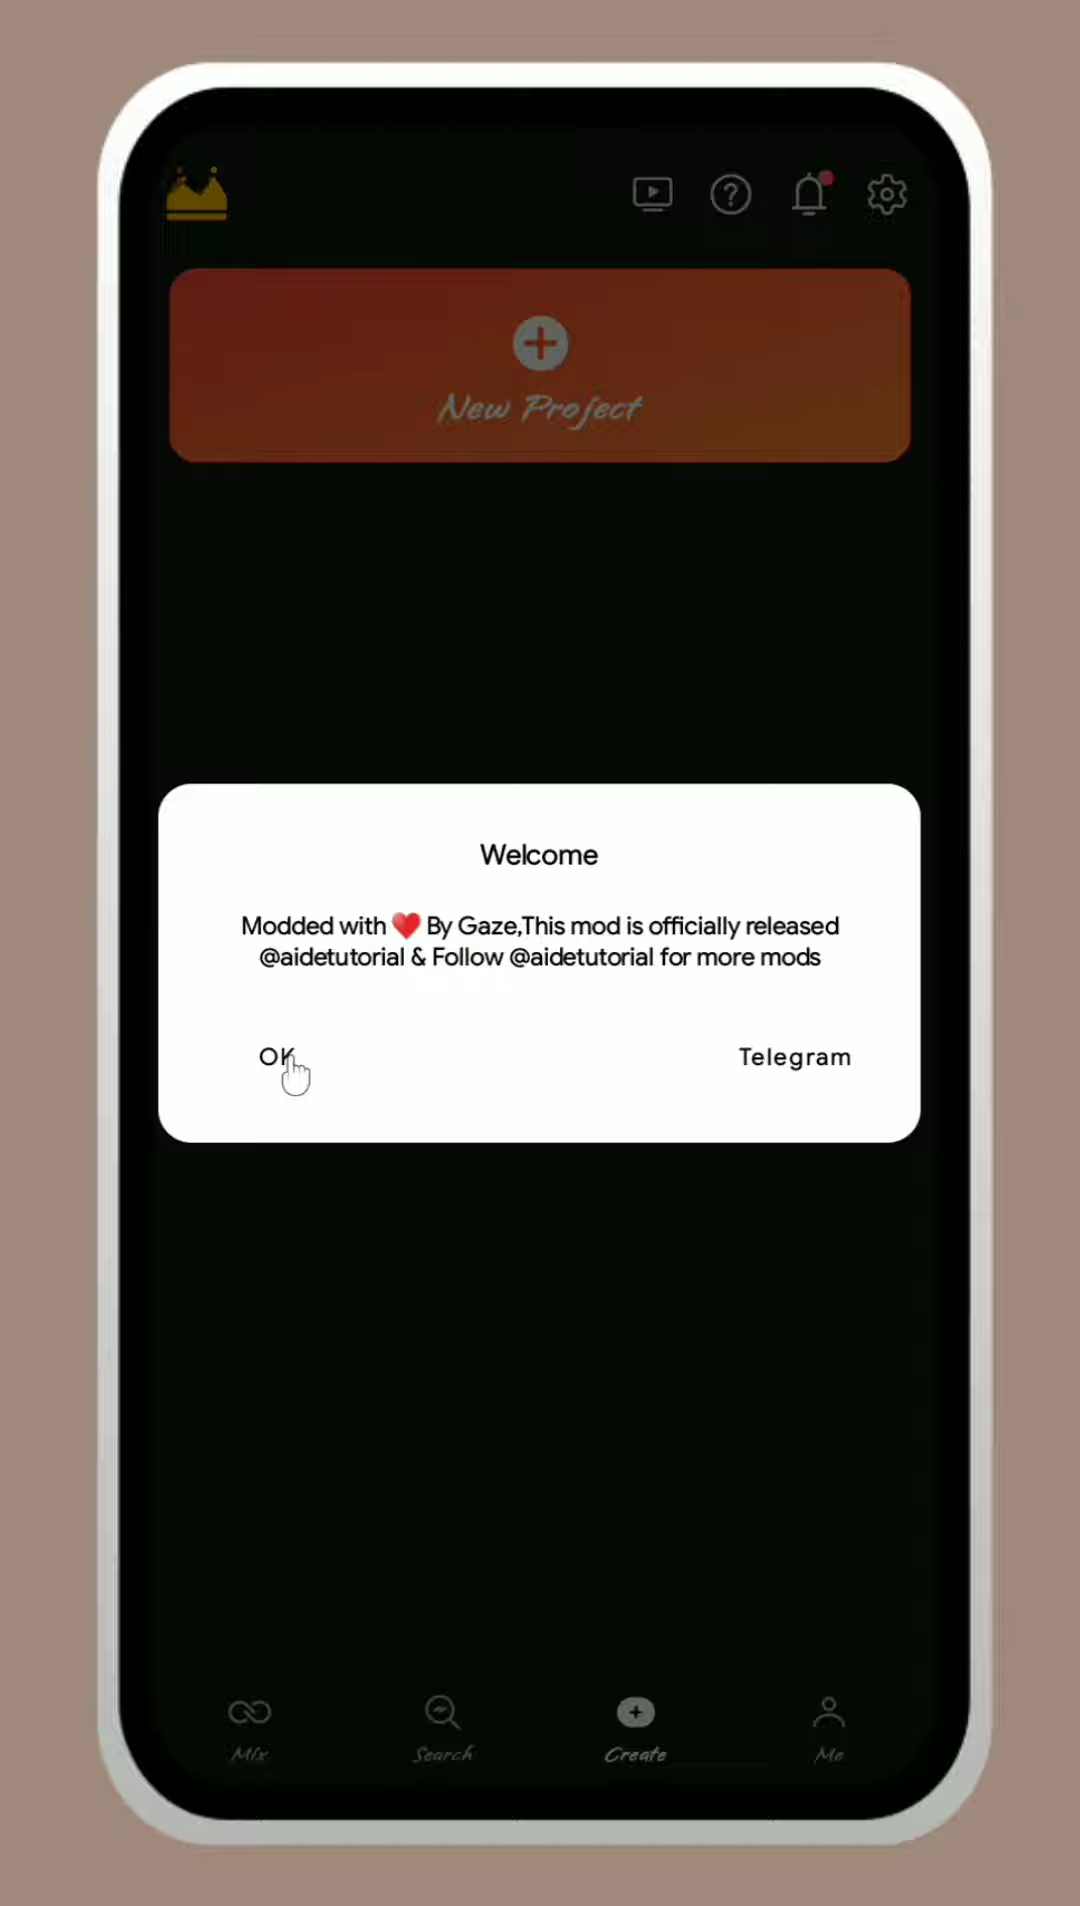 New Project
Welcome
Modded with ❤️ By Gaze,This mod is officially released
@aidetutorial & Follow @aidetutorial for more mods
OK
Telegram
Mix
Search
Create
Me